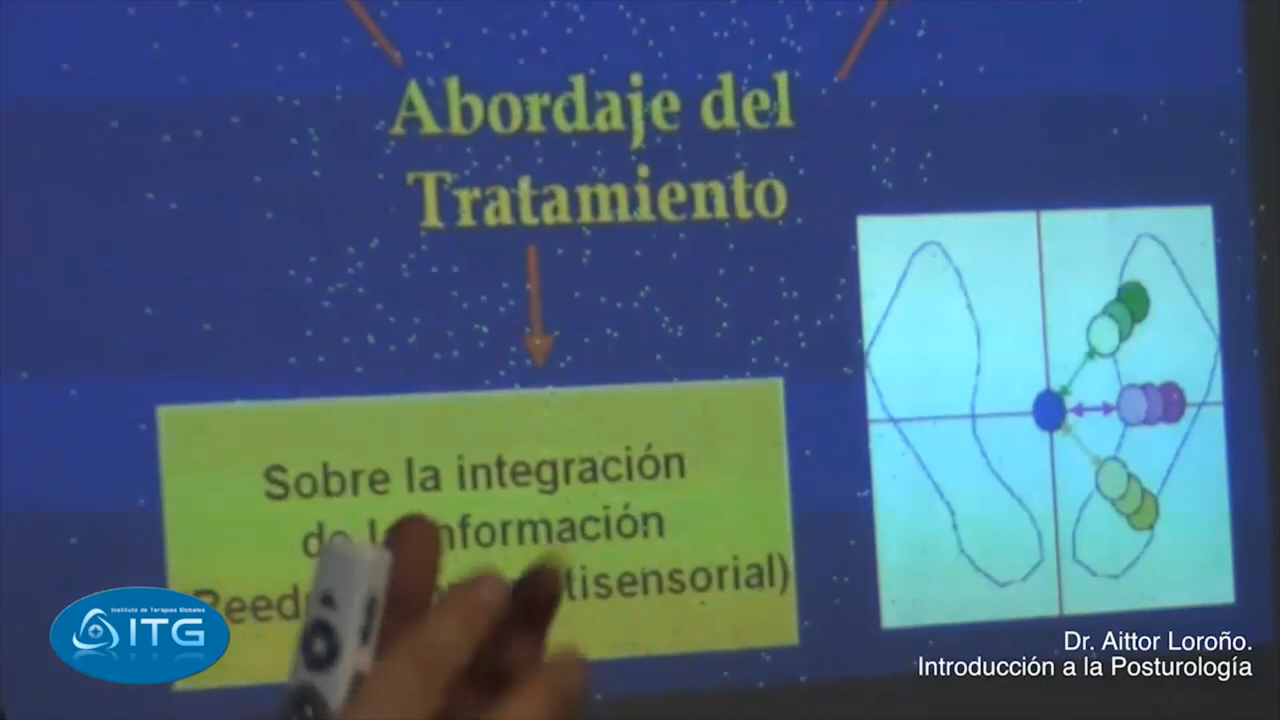 Abordaje del
Tratamiento
Sobre la integración
de la información
Instituto de Terapias Globales
ITG
Dr. Aittor Loroño.
Introducción a la Posturología